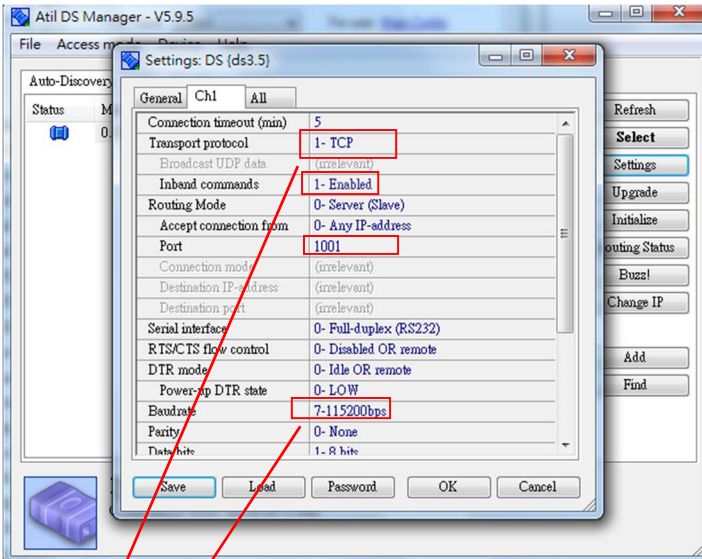 Atil DS Manager - V5.9.5
File Access mode Device Help
Auto-Discovery
Status M
0.
Settings: DS {ds3.5}
General Ch1 All
Connection timeout (min) 5
Transport protocol 1- TCP
Broadcast UDP data (irrelevant)
Inband commands 1- Enabled
Routing Mode 0- Server (Slave)
Accept connection from 0- Any IP-address
Port 1001
Connection mode (irrelevant)
Destination IP-address (irrelevant)
Destination port (irrelevant)
Serial interface 0- Full-duplex (RS232)
RTS/CTS flow control 0- Disabled OR remote
DTR mode 0- Idle OR remote
Power-up DTR state 0- LOW
Baudrate 7-115200bps
Parity 0- None
Data bits 1- 8 bits
Save Load Password OK Cancel
Refresh
Select
Settings
Upgrade
Initialize
outing Status
Buzz!
Change IP
Add
Find